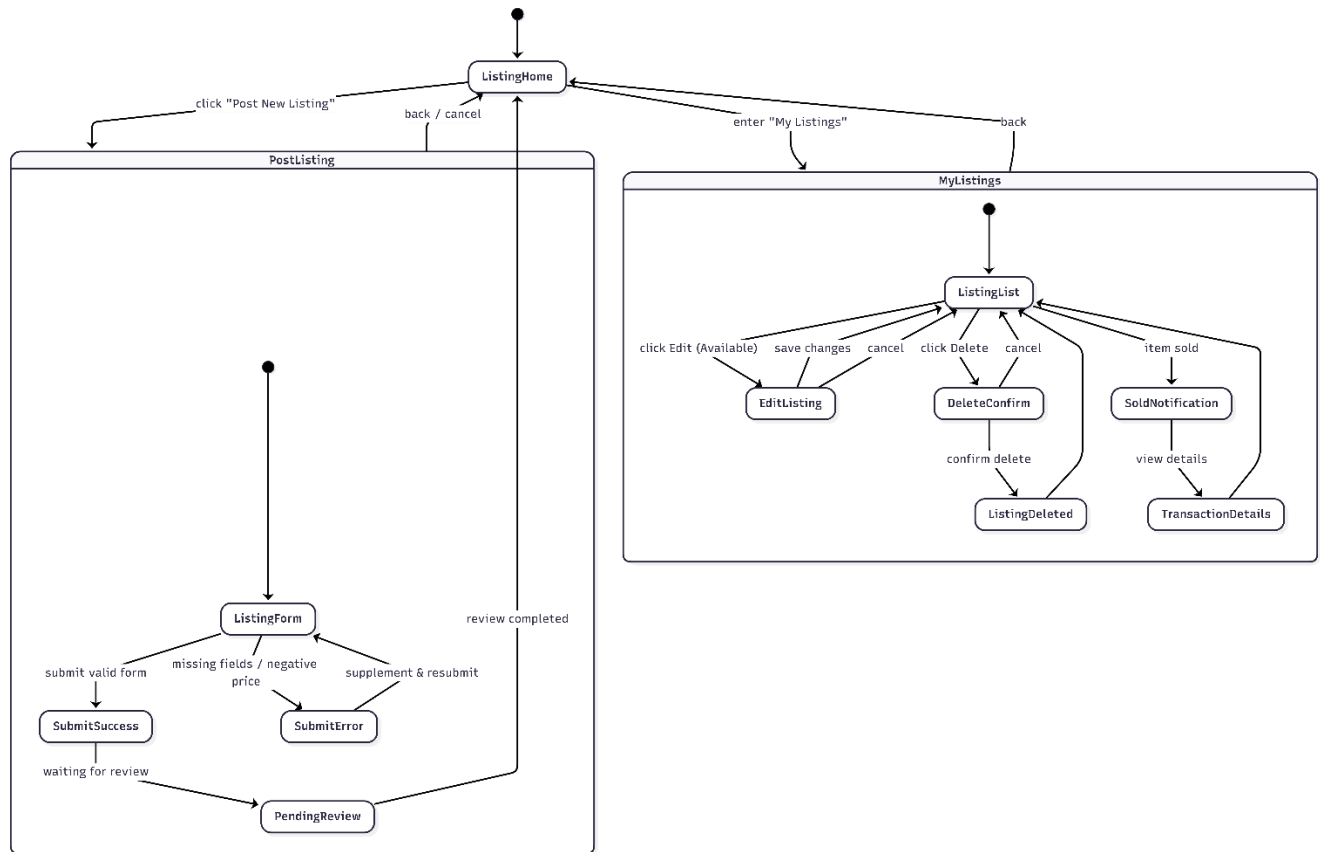 ListingHome
click "Post New Listing"
back / cancel
enter "My Listings"
back
PostListing
MyListings
ListingList
click Edit (Available)
save changes
cancel
click Delete
cancel
item sold
EditListing
DeleteConfirm
SoldNotification
confirm delete
view details
ListingDeleted
TransactionDetails
ListingForm
review completed
submit valid form
missing fields / negative
price
supplement & resubmit
SubmitSuccess
SubmitError
waiting for review
PendingReview